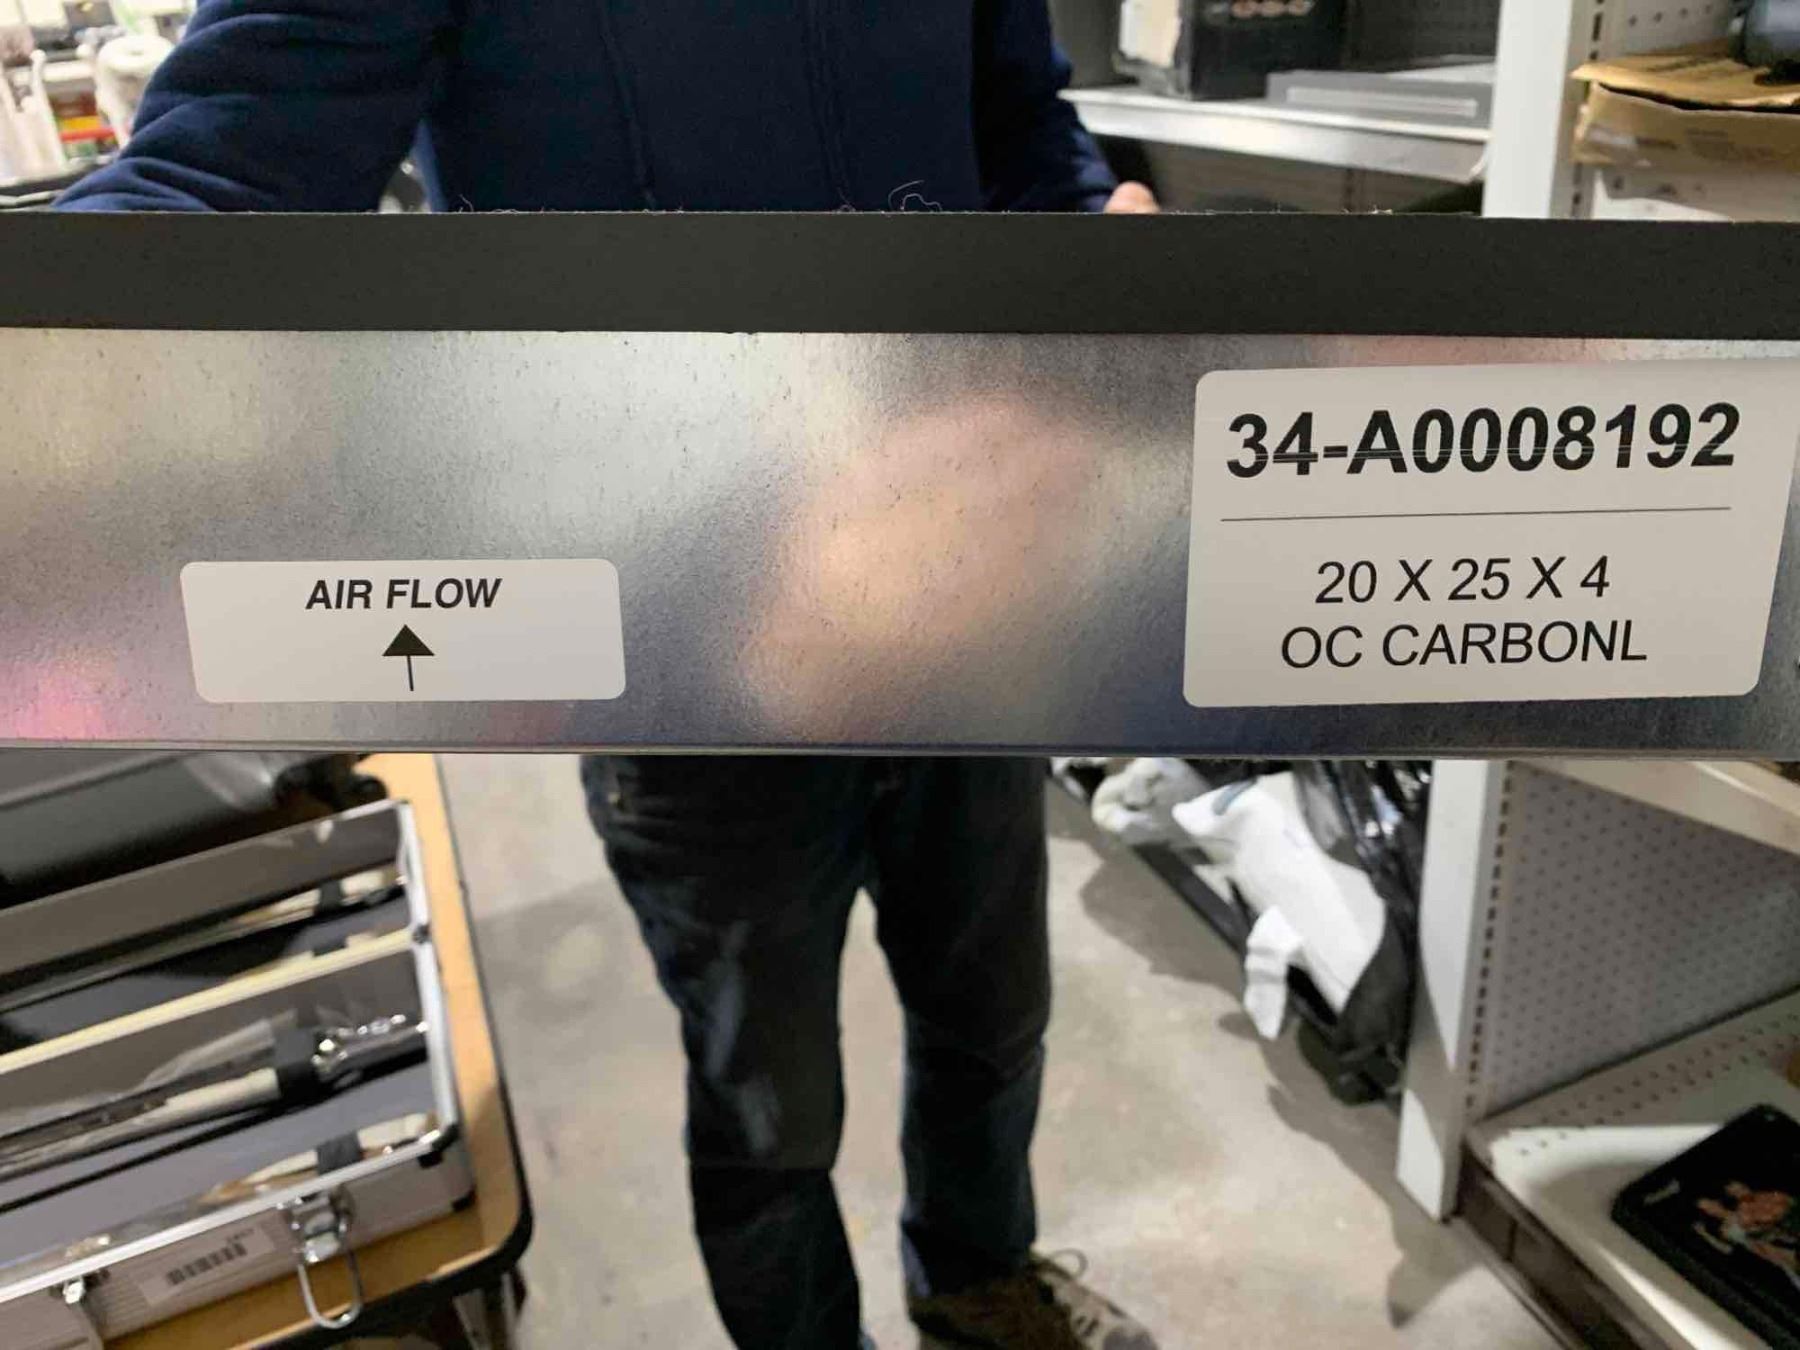 34-A0008192
20 X 25 X 4
OC CARBONL
AIR FLOW